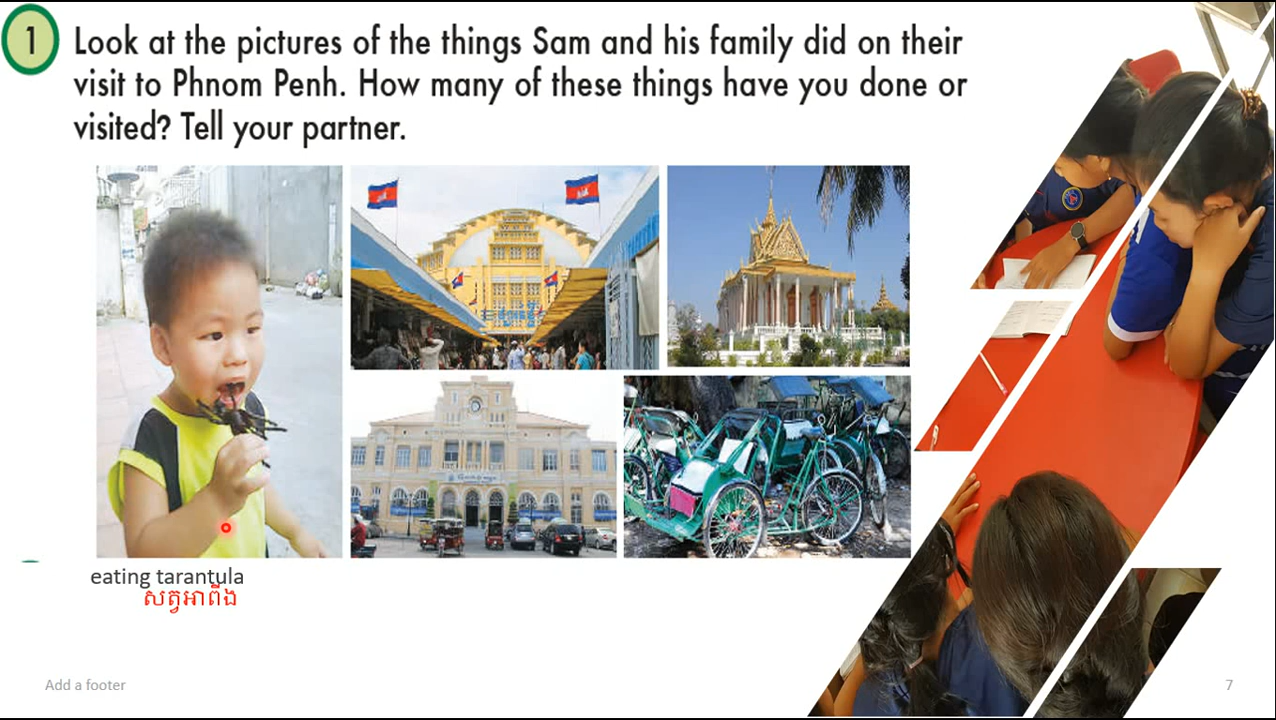 1
Look at the pictures of the things Sam and his family did on their
visit to Phnom Penh. How many of these things have you done or
visited? Tell your partner.
eating tarantula
សត្វអាពីង
Add a footer
7